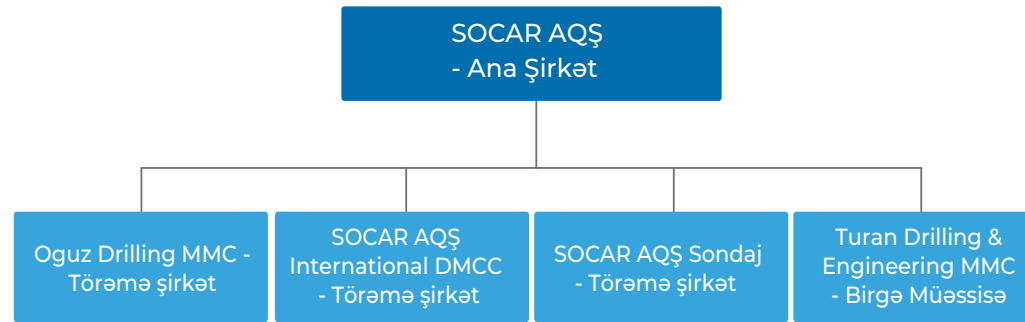 SOCAR AQŞ
- Ana Şirkət
Oguz Drilling MMC -
Törəmə şirkət
SOCAR AQŞ
International DMCC
- Törəmə şirkət
SOCAR AQŞ Sondaj
- Törəmə şirkət
Turan Drilling &
Engineering MMC
- Birgə Müəssisə